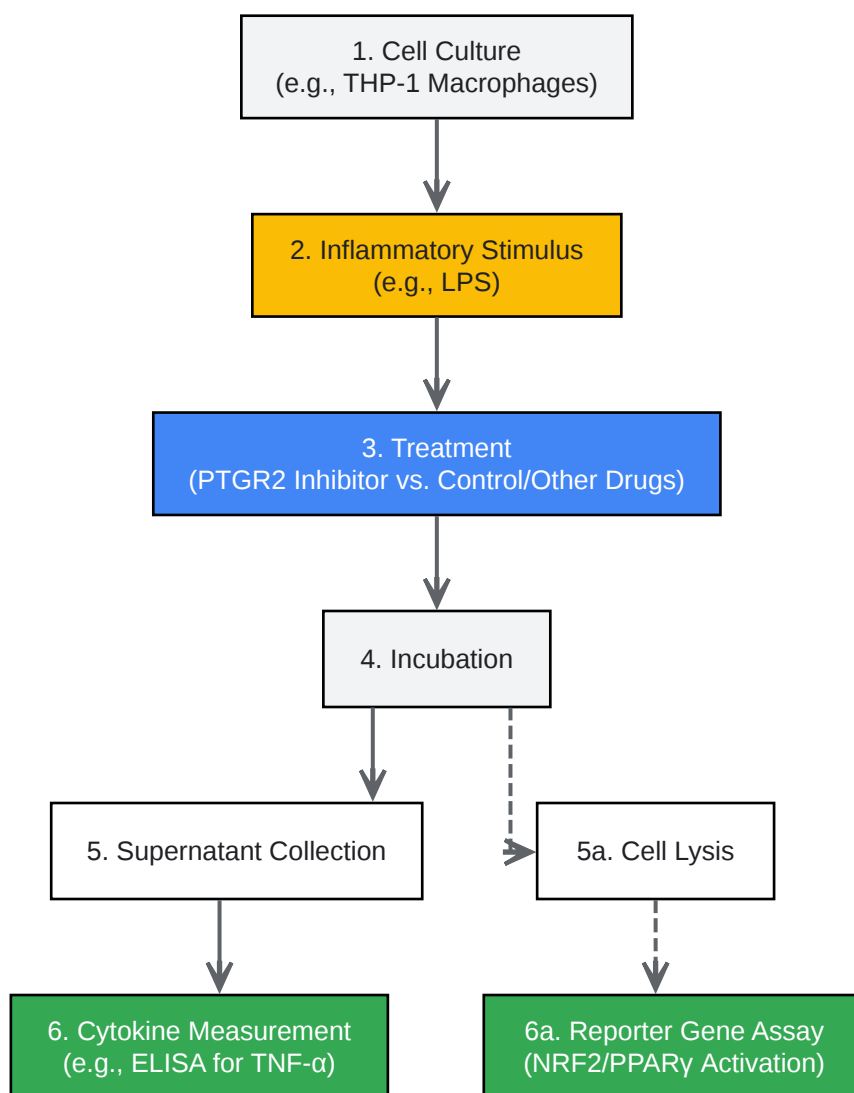 1. Cell Culture
(e.g., THP-1 Macrophages)
2. Inflammatory Stimulus
(e.g., LPS)
3. Treatment
(PTGR2 Inhibitor vs. Control/Other Drugs)
4. Incubation
5. Supernatant Collection
5a. Cell Lysis
6. Cytokine Measurement
(e.g., ELISA for TNF-α)
6a. Reporter Gene Assay
(NRF2/PPARγ Activation)